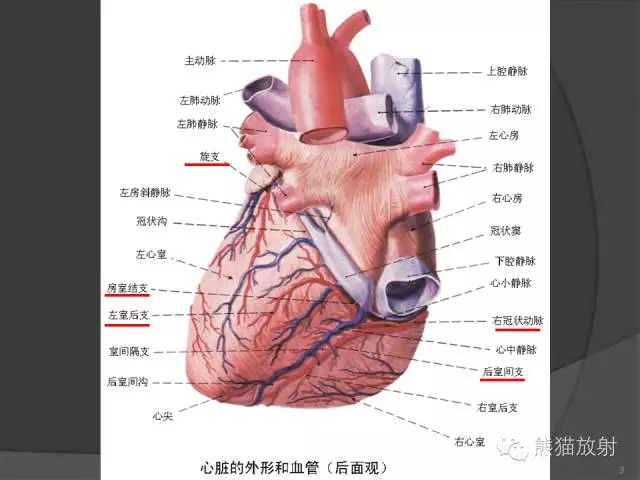 主动脉
左肺动脉
左肺静脉
旋支
左房斜静脉
冠状沟
左心室
房室结支
左室后支
室间隔支
后室间沟
心尖
上腔静脉
右肺动脉
左心房
右肺静脉
右心房
冠状窦
下腔静脉
心小静脉
右冠状动脉
心中静脉
后室间支
右室后支
右心室
心脏的外形和血管（后面观）
熊猫放射
3